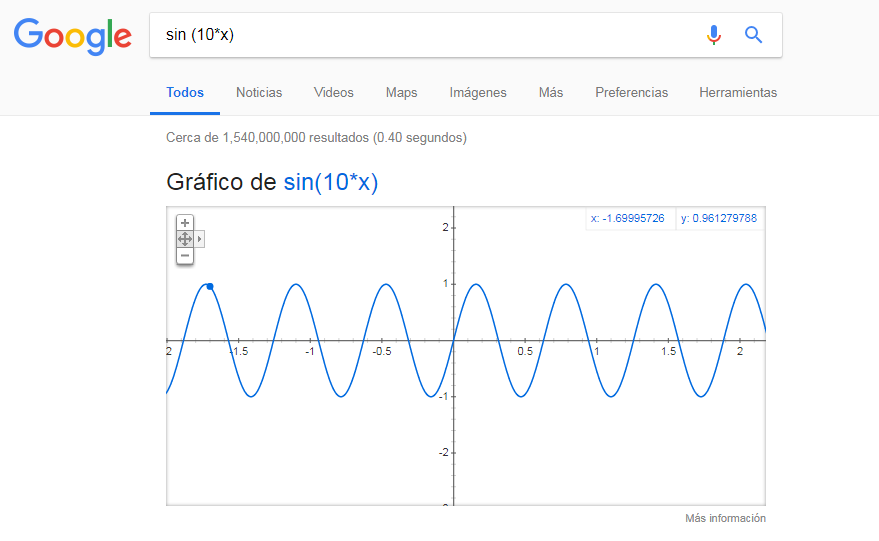 Google
sin (10*x)
Todos Noticias Videos Maps Imágenes Más Preferencias Herramientas
Cerca de 1,540,000,000 resultados (0.40 segundos)
Gráfico de sin(10*x)
x: -1.69995726 y: 0.961279788
2
1
2 -1.5 -1 -0.5 0.5 1 1.5 2
-1
-2
Más información